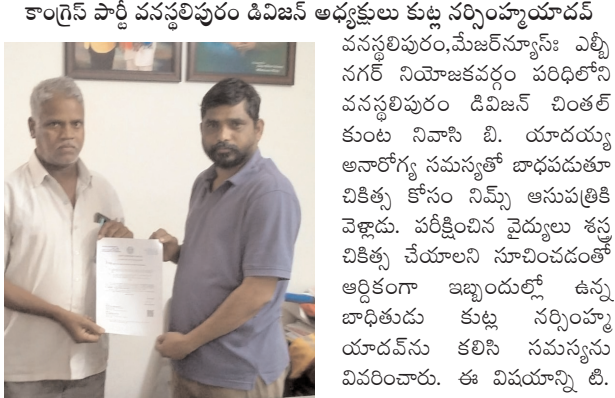 కాంగ్రెస్ పార్టీ వనస్థలిపురం డివిజన్ అధ్యక్షులు కుట్ల నర్సింహ్మయాదవ్
వనస్థలిపురం,మేజర్‌న్యూస్: ఎల్బీ
నగర్ నియోజకవర్గం పరిధిలోని
వనస్థలిపురం డివిజన్ చింతల్
కుంట నివాసి బి. యాదయ్య
అనారోగ్య సమస్యతో బాధపడుతూ
చికిత్స కోసం నిమ్స్ ఆసుపత్రికి
వెళ్లాడు. పరీక్షించిన వైద్యులు శస్త్ర
చికిత్స చేయాలని సూచించడంతో
ఆర్దికంగా ఇబ్బందుల్లో ఉన్న
బాధితుడు కుట్ల నర్సింహ్మ
యాదవ్‌ను కలిసి సమస్యను
వివరించారు. ఈ విషయాన్ని టి.